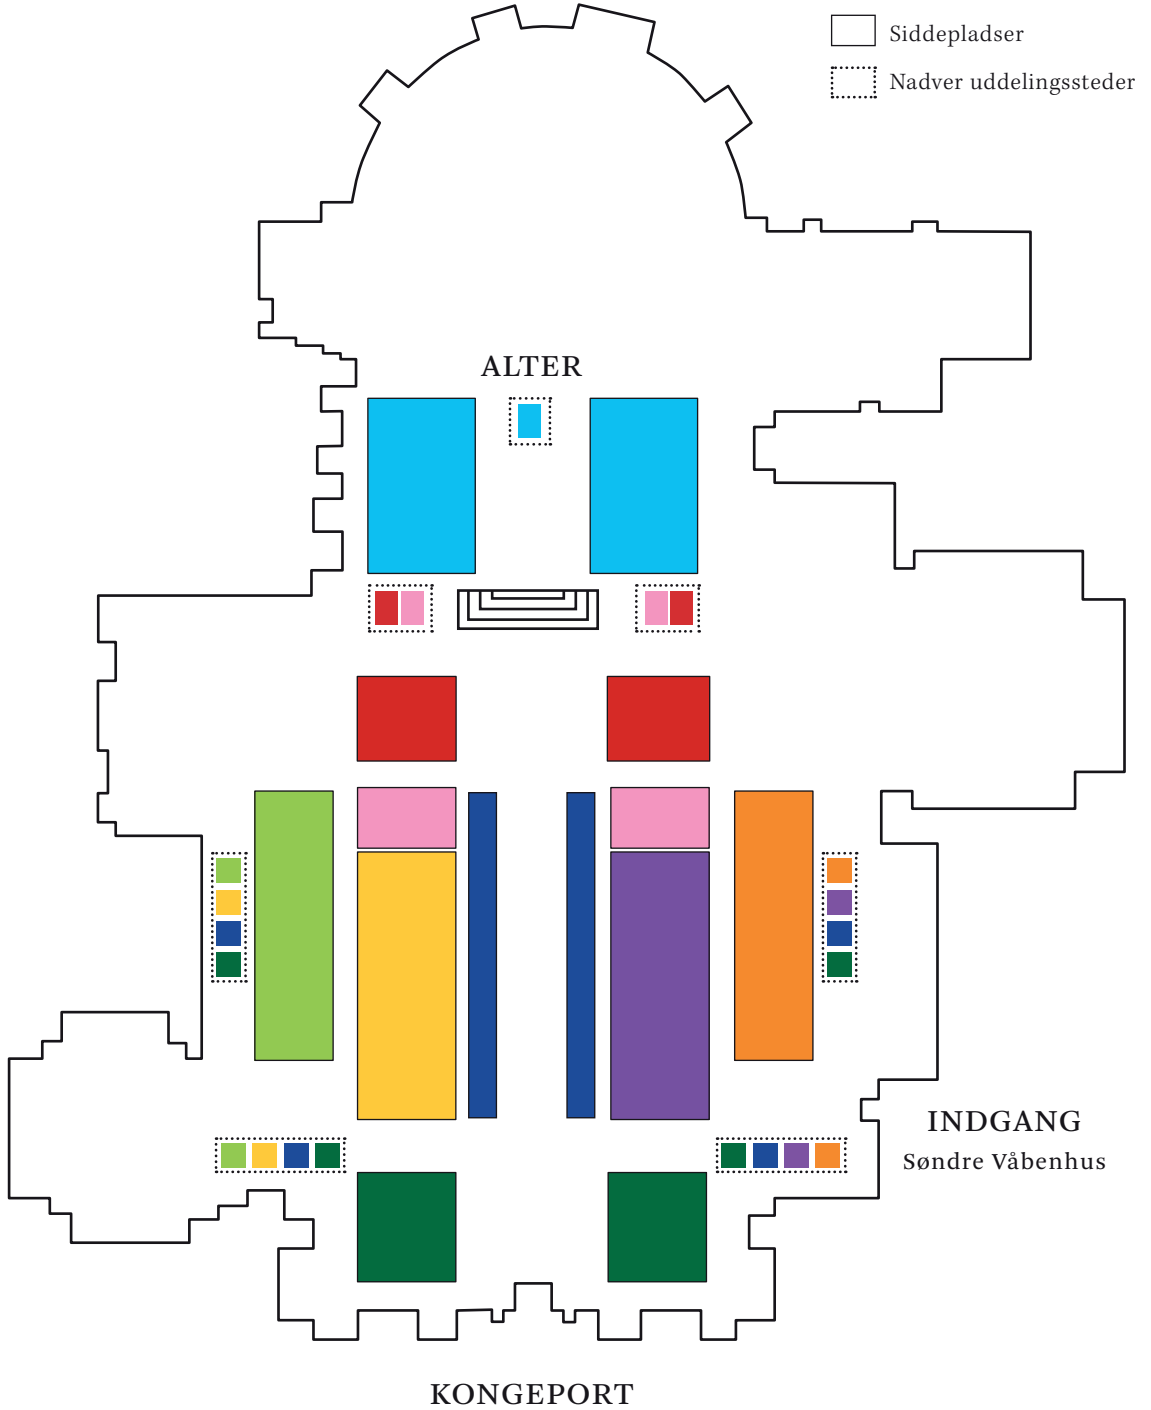 Siddepladser
Nadver uddelingssteder
ALTER
INDGANG
Søndre Våbenhus
KONGEPORT